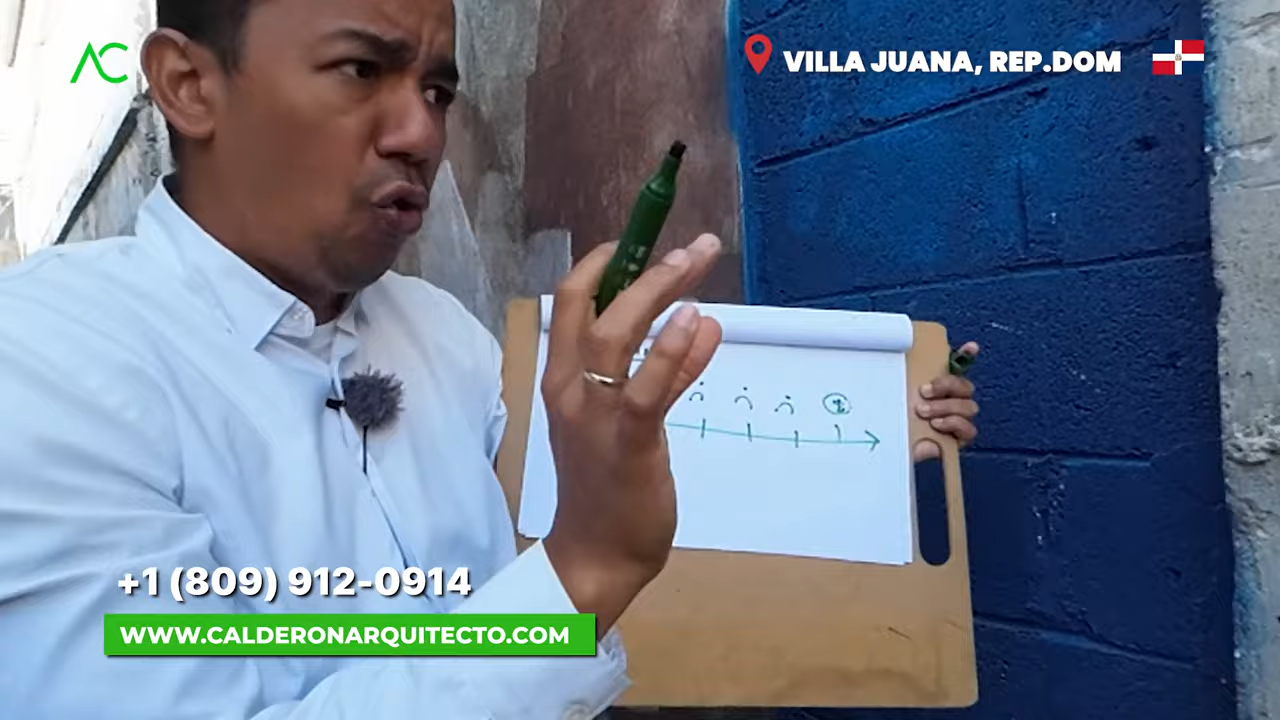 AC
VILLA JUANA, REP.DOM
+1 (809) 912-0914
WWW.CALDERONARQUITECTO.COM